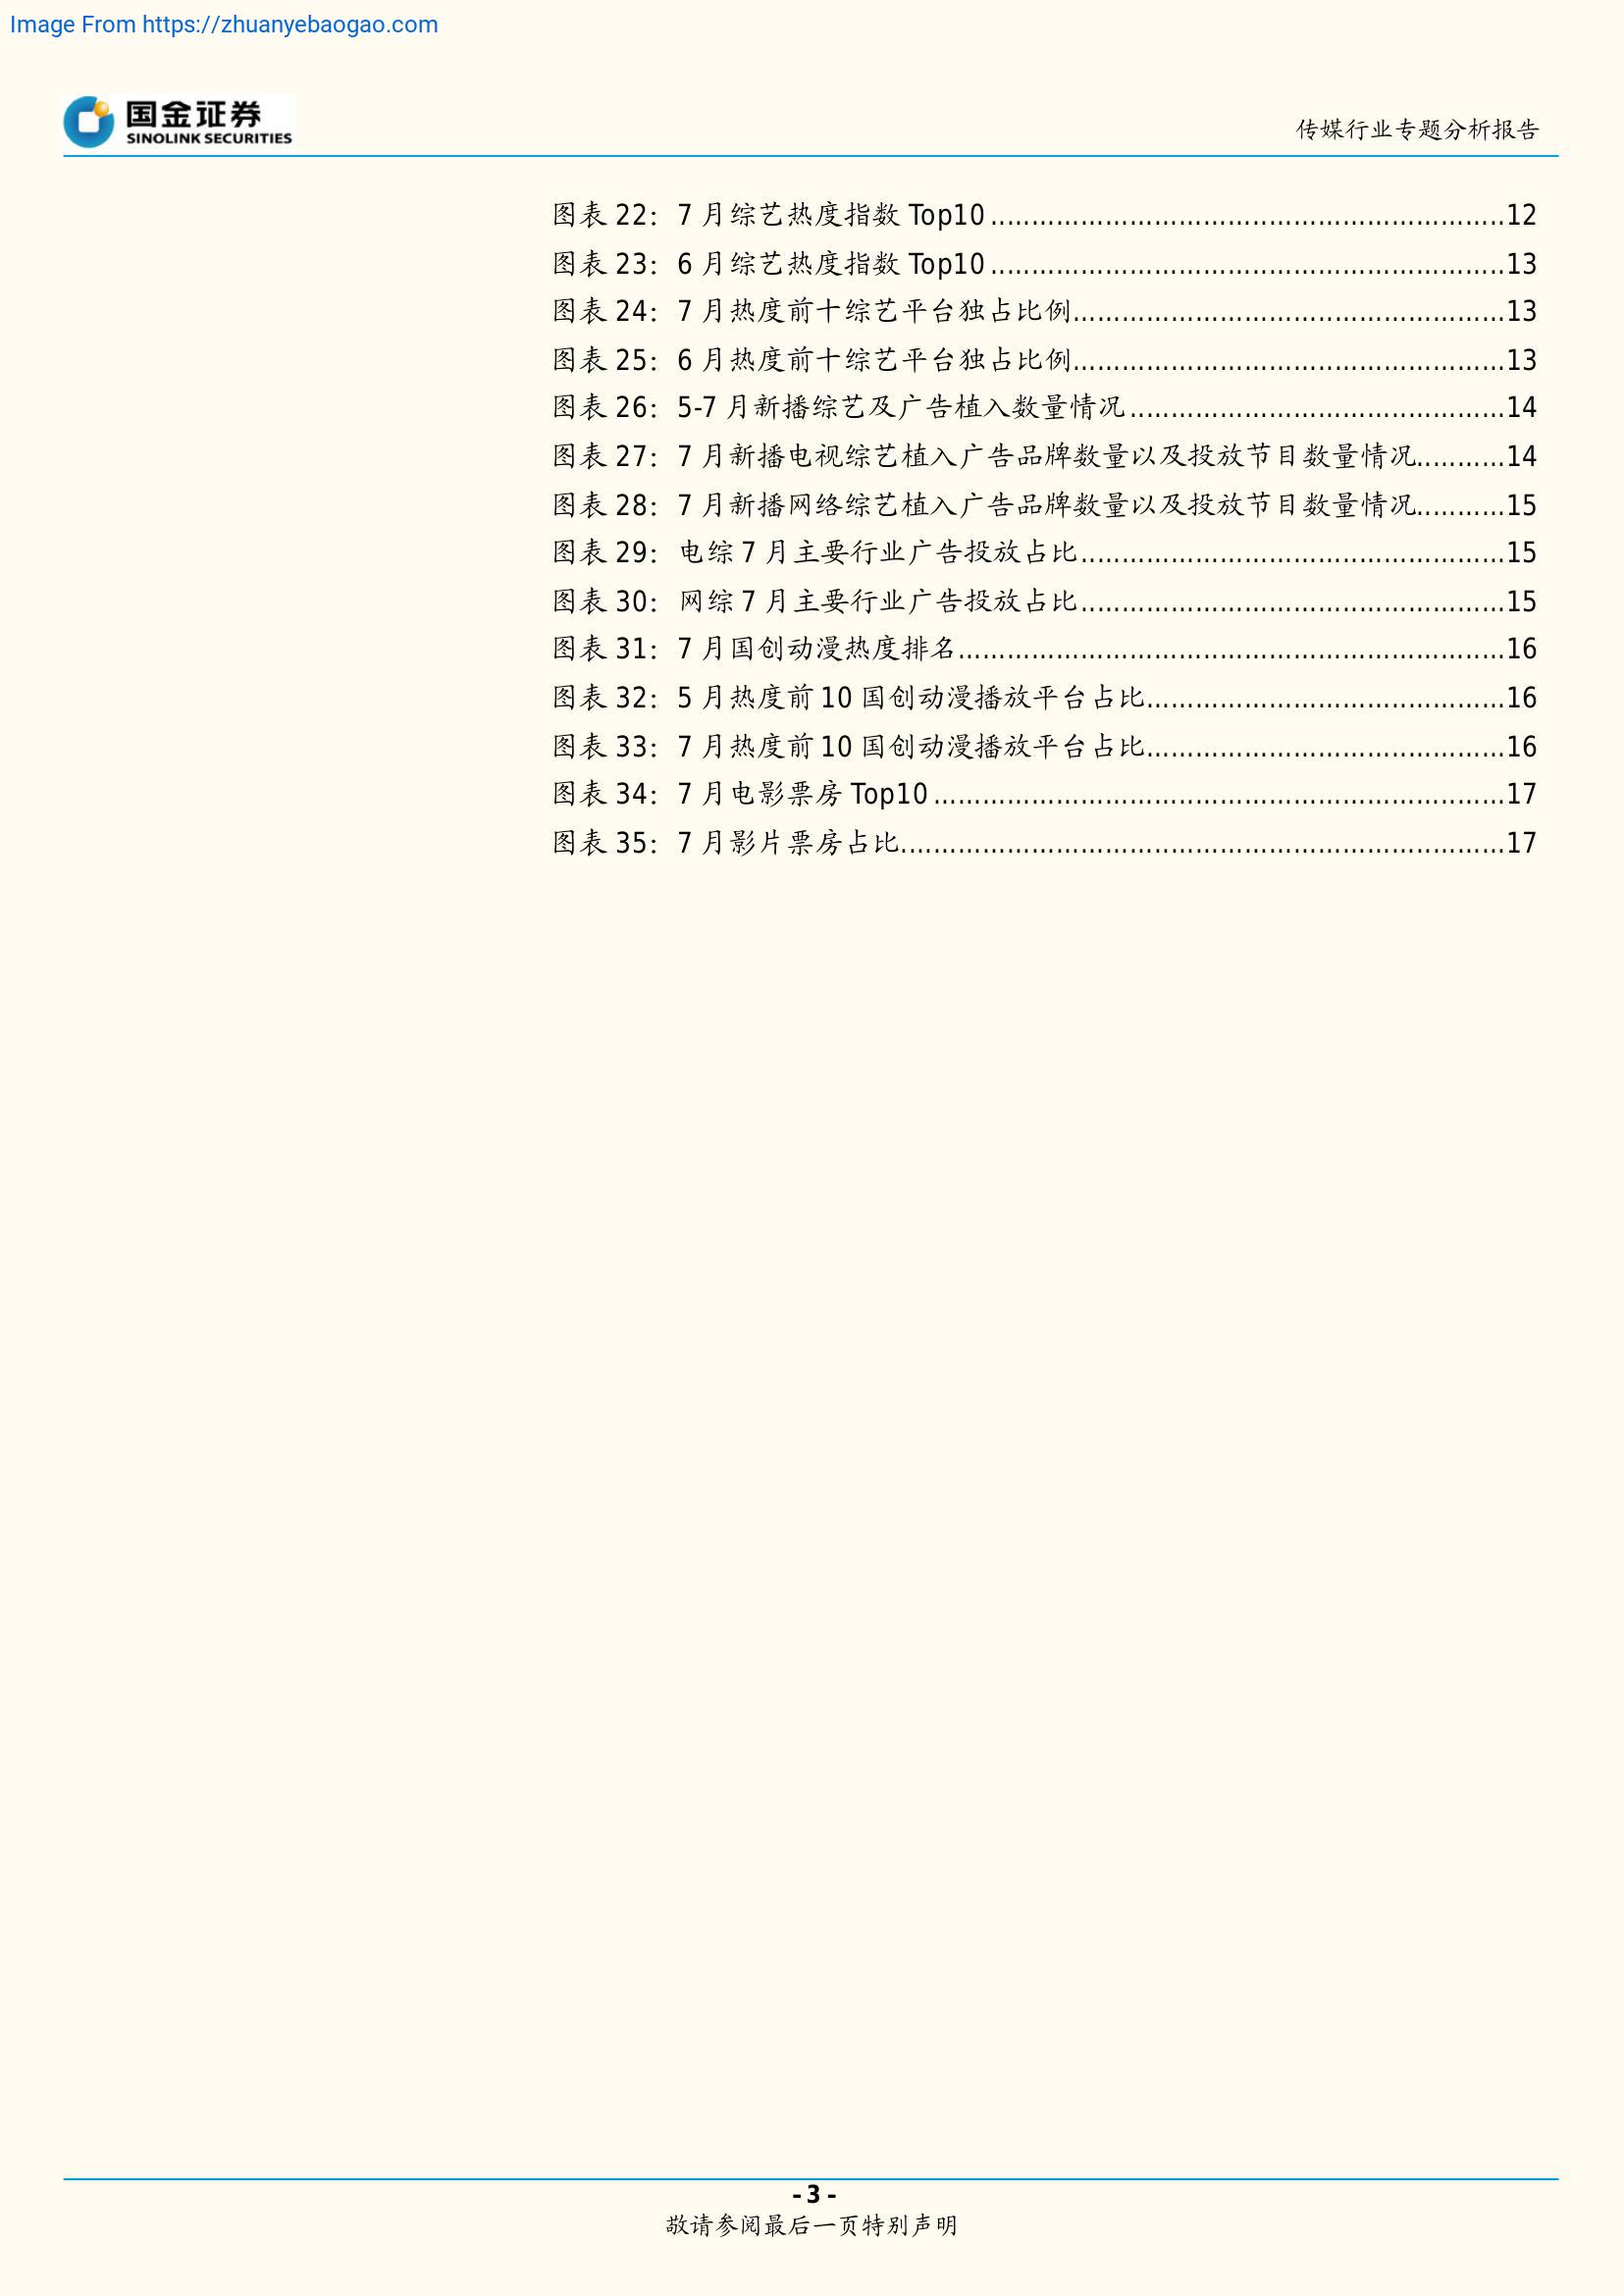 Image From https://zhuanyebaogao.com
国金证券
SINOLINK SECURITIES
传媒行业专题分析报告
图表 22：7 月综艺热度指数 Top10......12
图表 23：6 月综艺热度指数 Top10......13
图表 24：7 月热度前十综艺平台独占比例......13
图表 25：6 月热度前十综艺平台独占比例......13
图表 26：5-7 月新播综艺及广告植入数量情况......14
图表 27：7 月新播电视综艺植入广告品牌数量以及投放节目数量情况......14
图表 28：7 月新播网络综艺植入广告品牌数量以及投放节目数量情况......15
图表 29：电综 7 月主要行业广告投放占比......15
图表 30：网综 7 月主要行业广告投放占比......15
图表 31：7 月国创动漫热度排名......16
图表 32：5 月热度前 10 国创动漫播放平台占比......16
图表 33：7 月热度前 10 国创动漫播放平台占比......16
图表 34：7 月电影票房 Top10......17
图表 35：7 月影片票房占比......17
- 3 -
敬请参阅最后一页特别声明